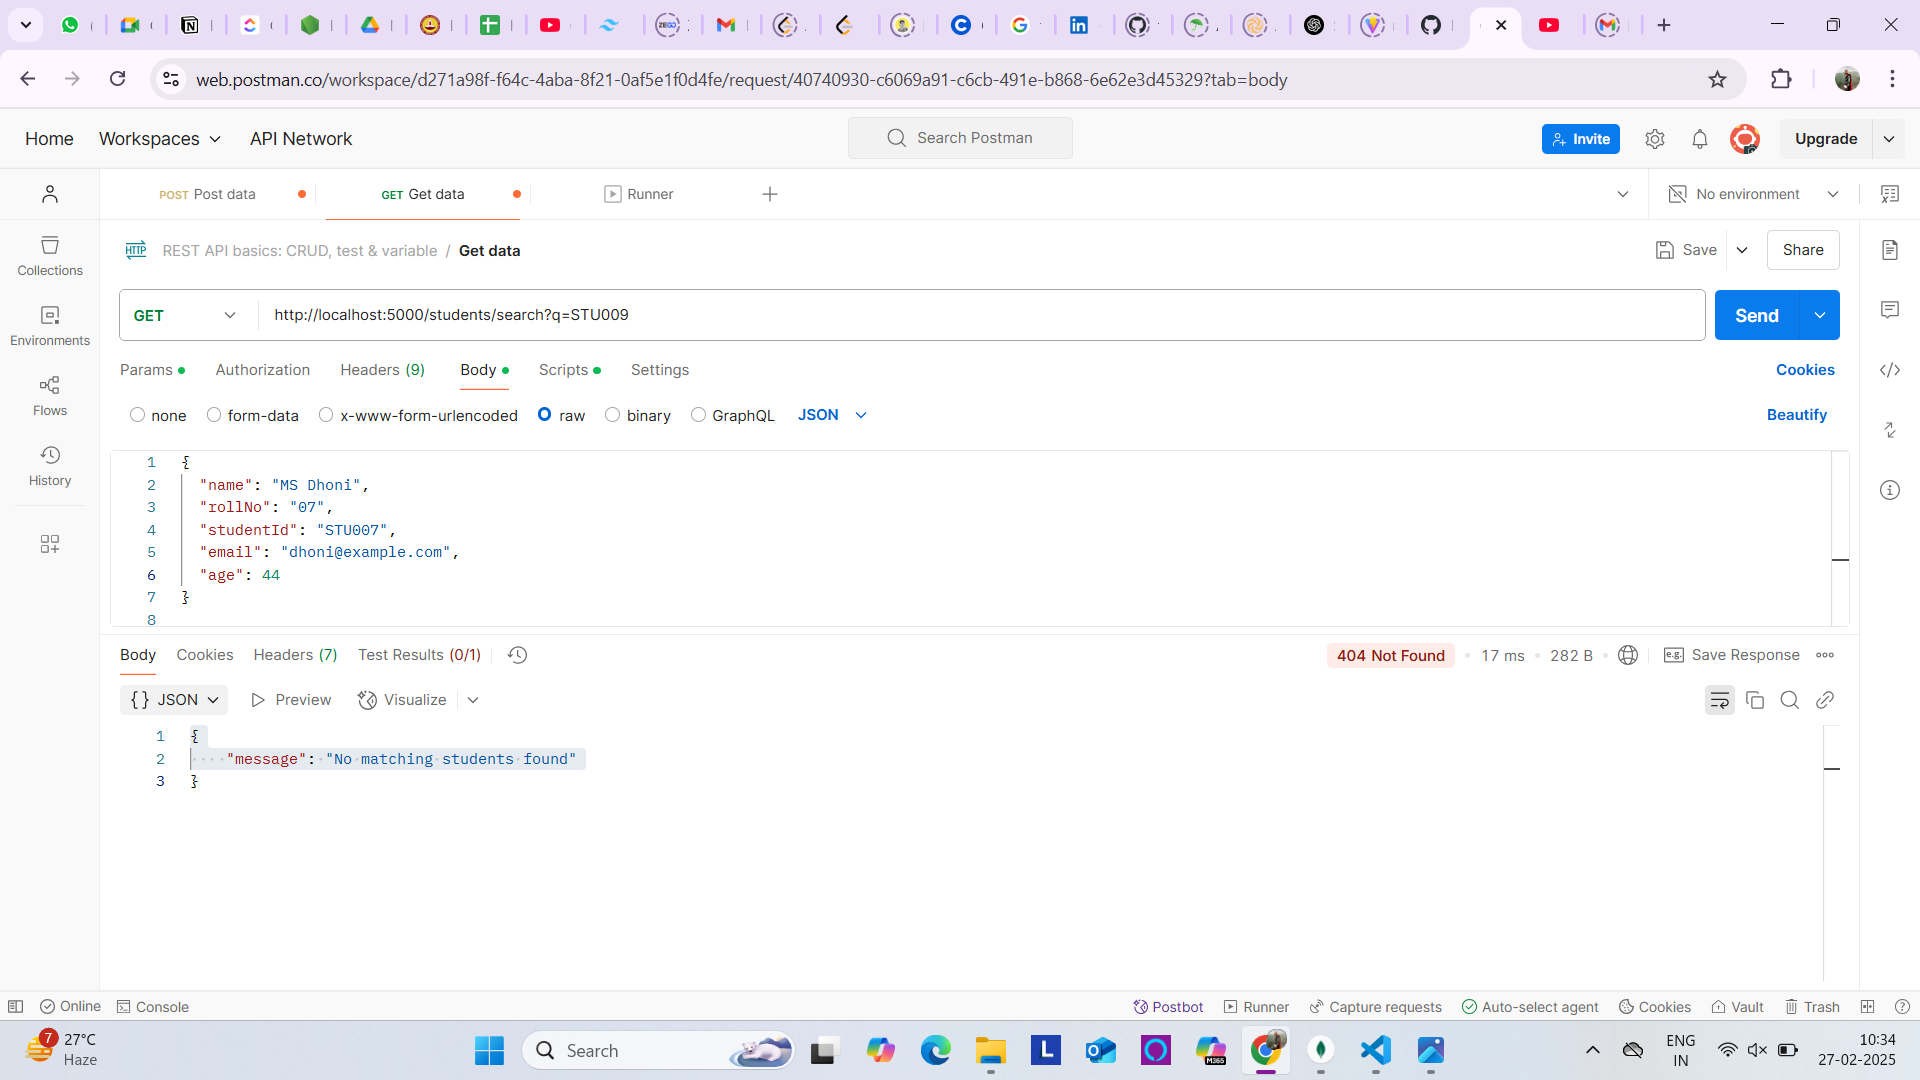 web.postman.co/workspace/d271a98f-f64c-4aba-8f21-0af5e1f0d4fe/request/40740930-c6069a91-c6cb-491e-b868-6e62e3d45329?tab=body
Home Workspaces API Network Search Postman Invite Upgrade
POST Post data GET Get data Runner No environment
HTTP REST API basics: CRUD, test & variable / Get data Save Share
Collections
Environments
Flows
History
GET http://localhost:5000/students/search?q=STU009 Send
Params Authorization Headers (9) Body Scripts Settings Cookies
none form-data x-www-form-urlencoded raw binary GraphQL JSON Beautify
1 {
2 "name": "MS Dhoni",
3 "rollNo": "07",
4 "studentId": "STU007",
5 "email": "dhoni@example.com",
6 "age": 44
7 }
8
Body Cookies Headers (7) Test Results (0/1) 404 Not Found 17 ms 282 B e.g. Save Response
{} JSON Preview Visualize
1 {
2 "message": "No matching students found"
3 }
Online Console Postbot Runner Capture requests Auto-select agent Cookies Vault Trash
7 27°C
Haze
Search
M365
ENG
IN
10:34
27-02-2025